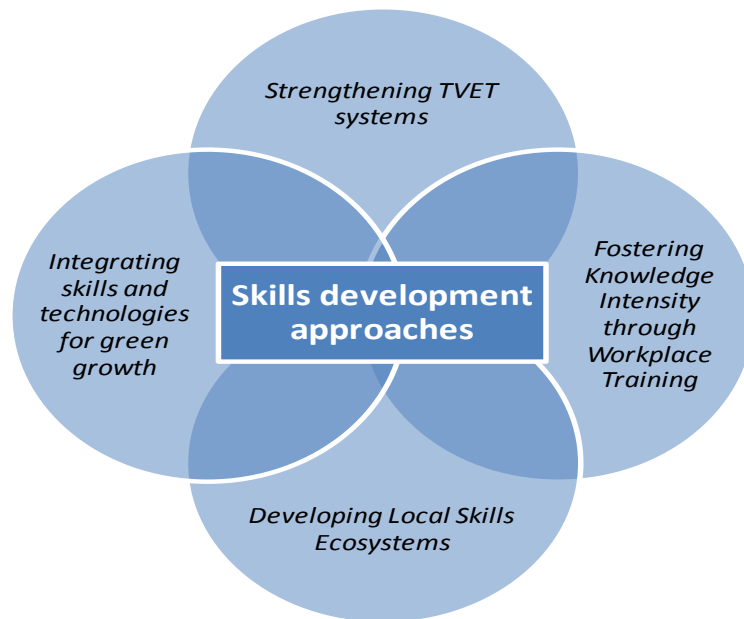 Strengthening TVET
systems
Integrating
skills and
technologies
for green
growth
Skills development
approaches
Fostering
Knowledge
Intensity
through
Workplace
Training
Developing Local Skills
Ecosystems